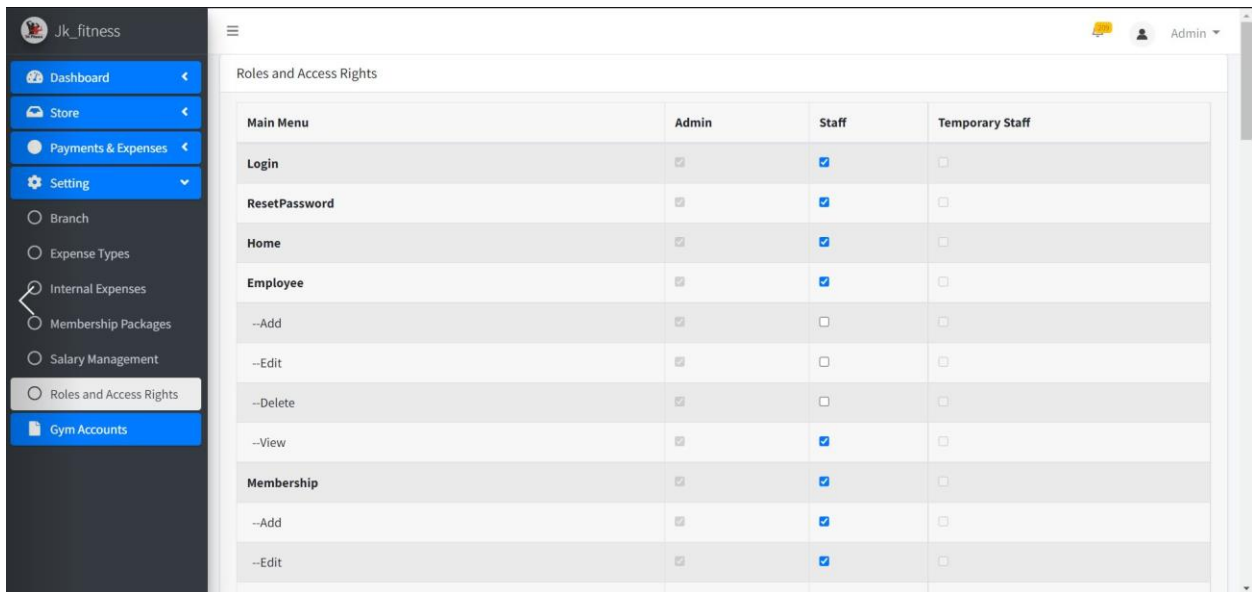 Jk_fitness
Admin
Dashboard
Store
Payments & Expenses
Setting
Branch
Expense Types
Internal Expenses
Membership Packages
Salary Management
Roles and Access Rights
Gym Accounts
Roles and Access Rights
Main Menu Admin Staff Temporary Staff
Login
ResetPassword
Home
Employee
--Add
--Edit
--Delete
--View
Membership
--Add
--Edit